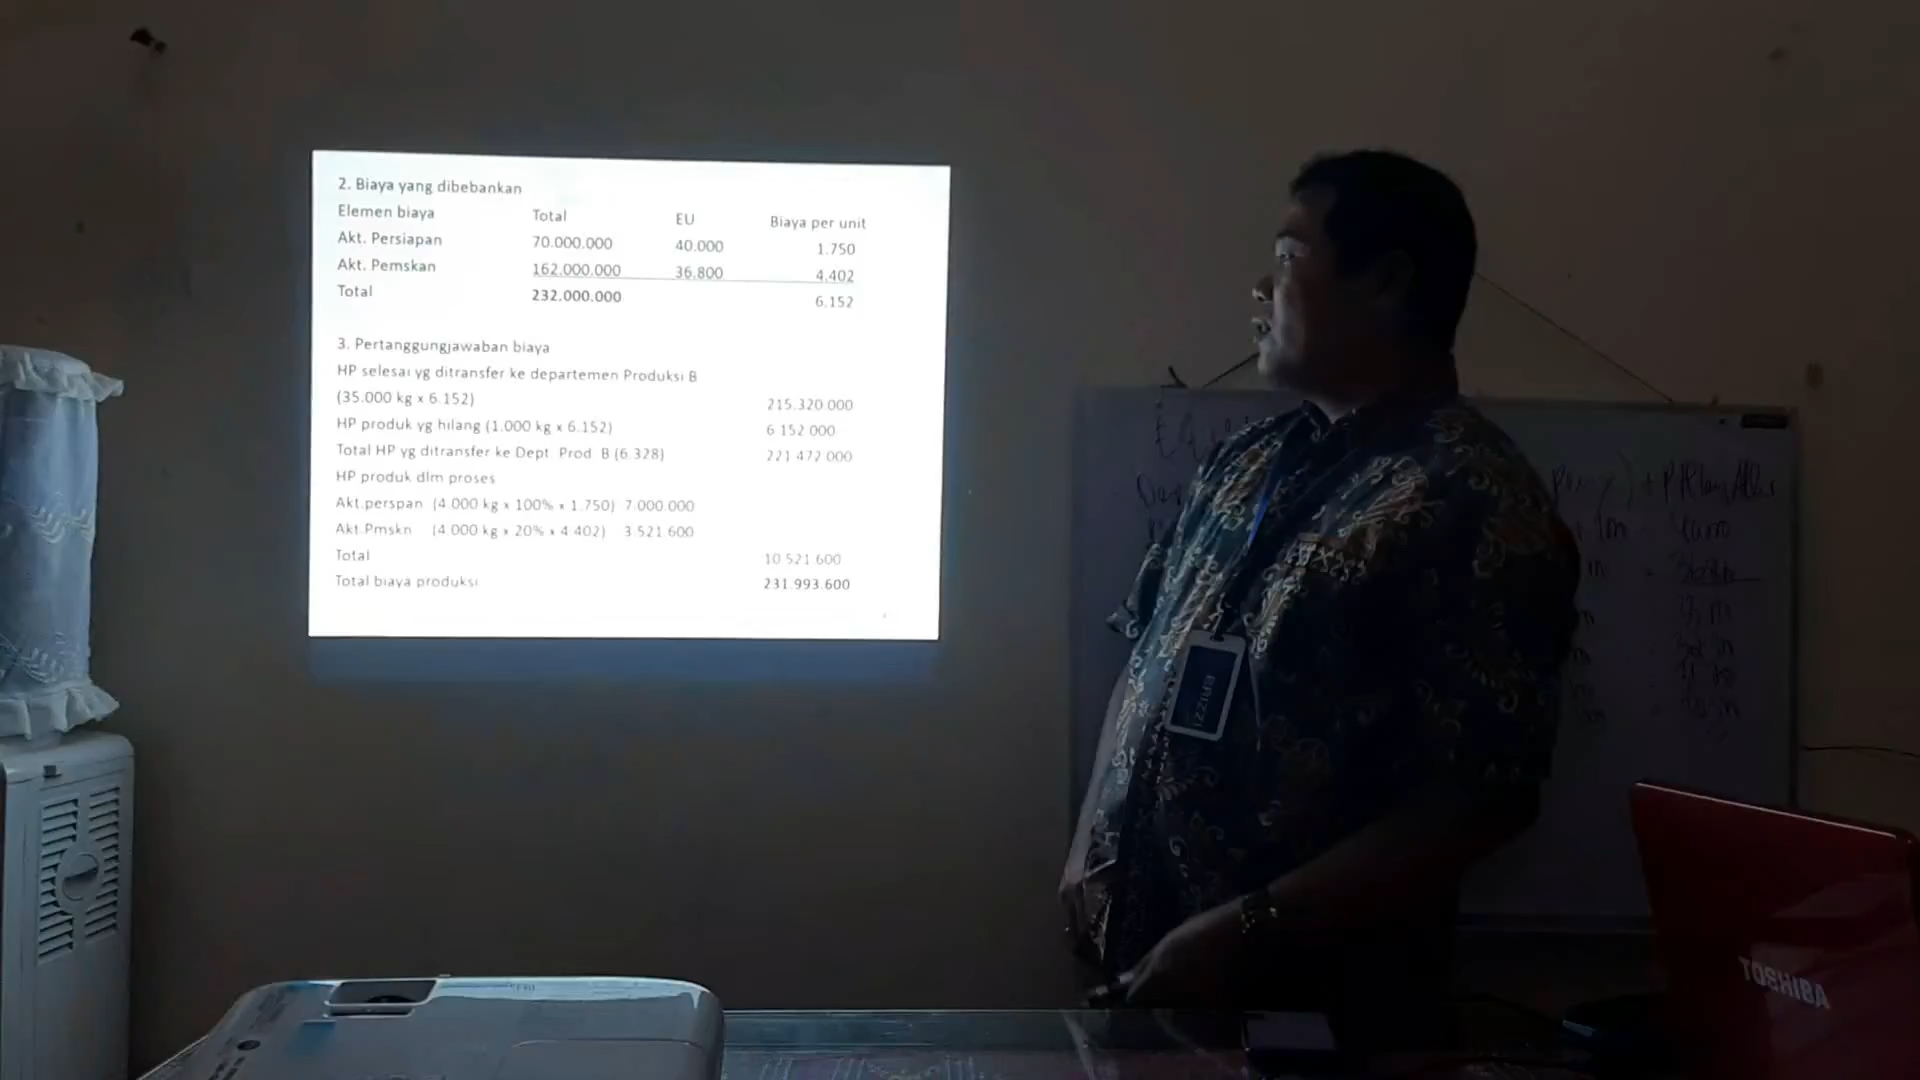 2. Biaya yang dibebankan
Elemen biaya Total EU Biaya per unit
Akt. Persiapan 70.000.000 40.000 1.750
Akt. Pemskan 162.000.000 36.800 4.402
Total 232.000.000 6.152
3. Pertanggungjawaban biaya
HP selesai yg ditransfer ke departemen Produksi B
(35.000 kg x 6.152) 215.320.000
HP produk yg hilang (1.000 kg x 6.152) 6.152.000
Total HP yg ditransfer ke Dept. Prod. B (6.328) 221.472.000
HP produk dlm proses
Akt.perspan (4.000 kg x 100% x 1.750) 7.000.000
Akt.Pmskn (4.000 kg x 20% x 4.402) 3.521.600
Total 10.521.600
Total biaya produksi 231.993.600
BRIZZI
TOSHIBA